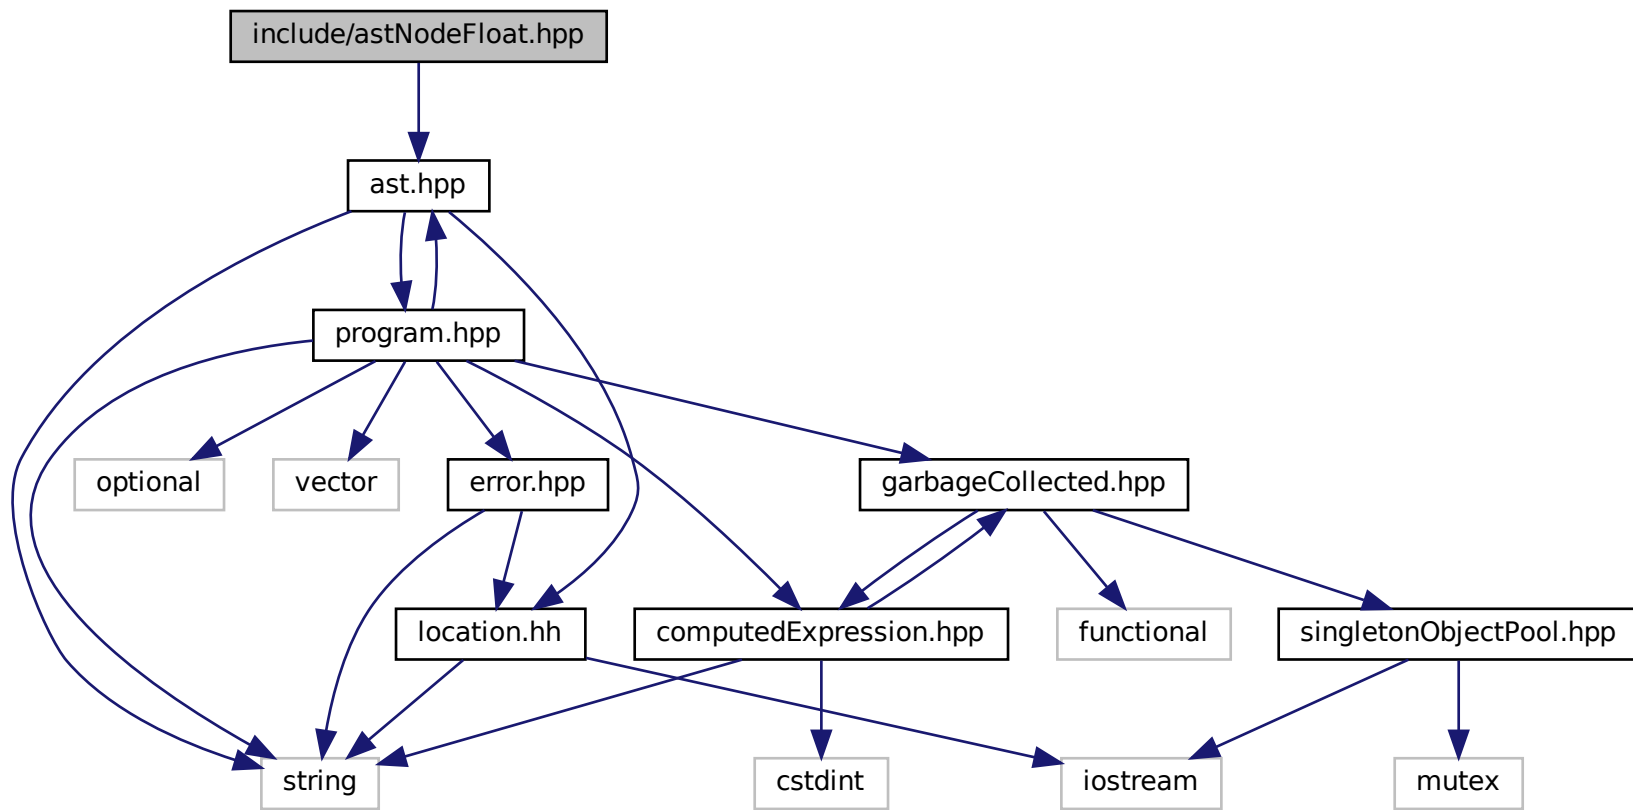 include/astNodeFloat.hpp
ast.hpp
program.hpp
optional
vector
error.hpp
garbageCollected.hpp
location.hh
computedExpression.hpp
functional
singletonObjectPool.hpp
string
cstdint
iostream
mutex